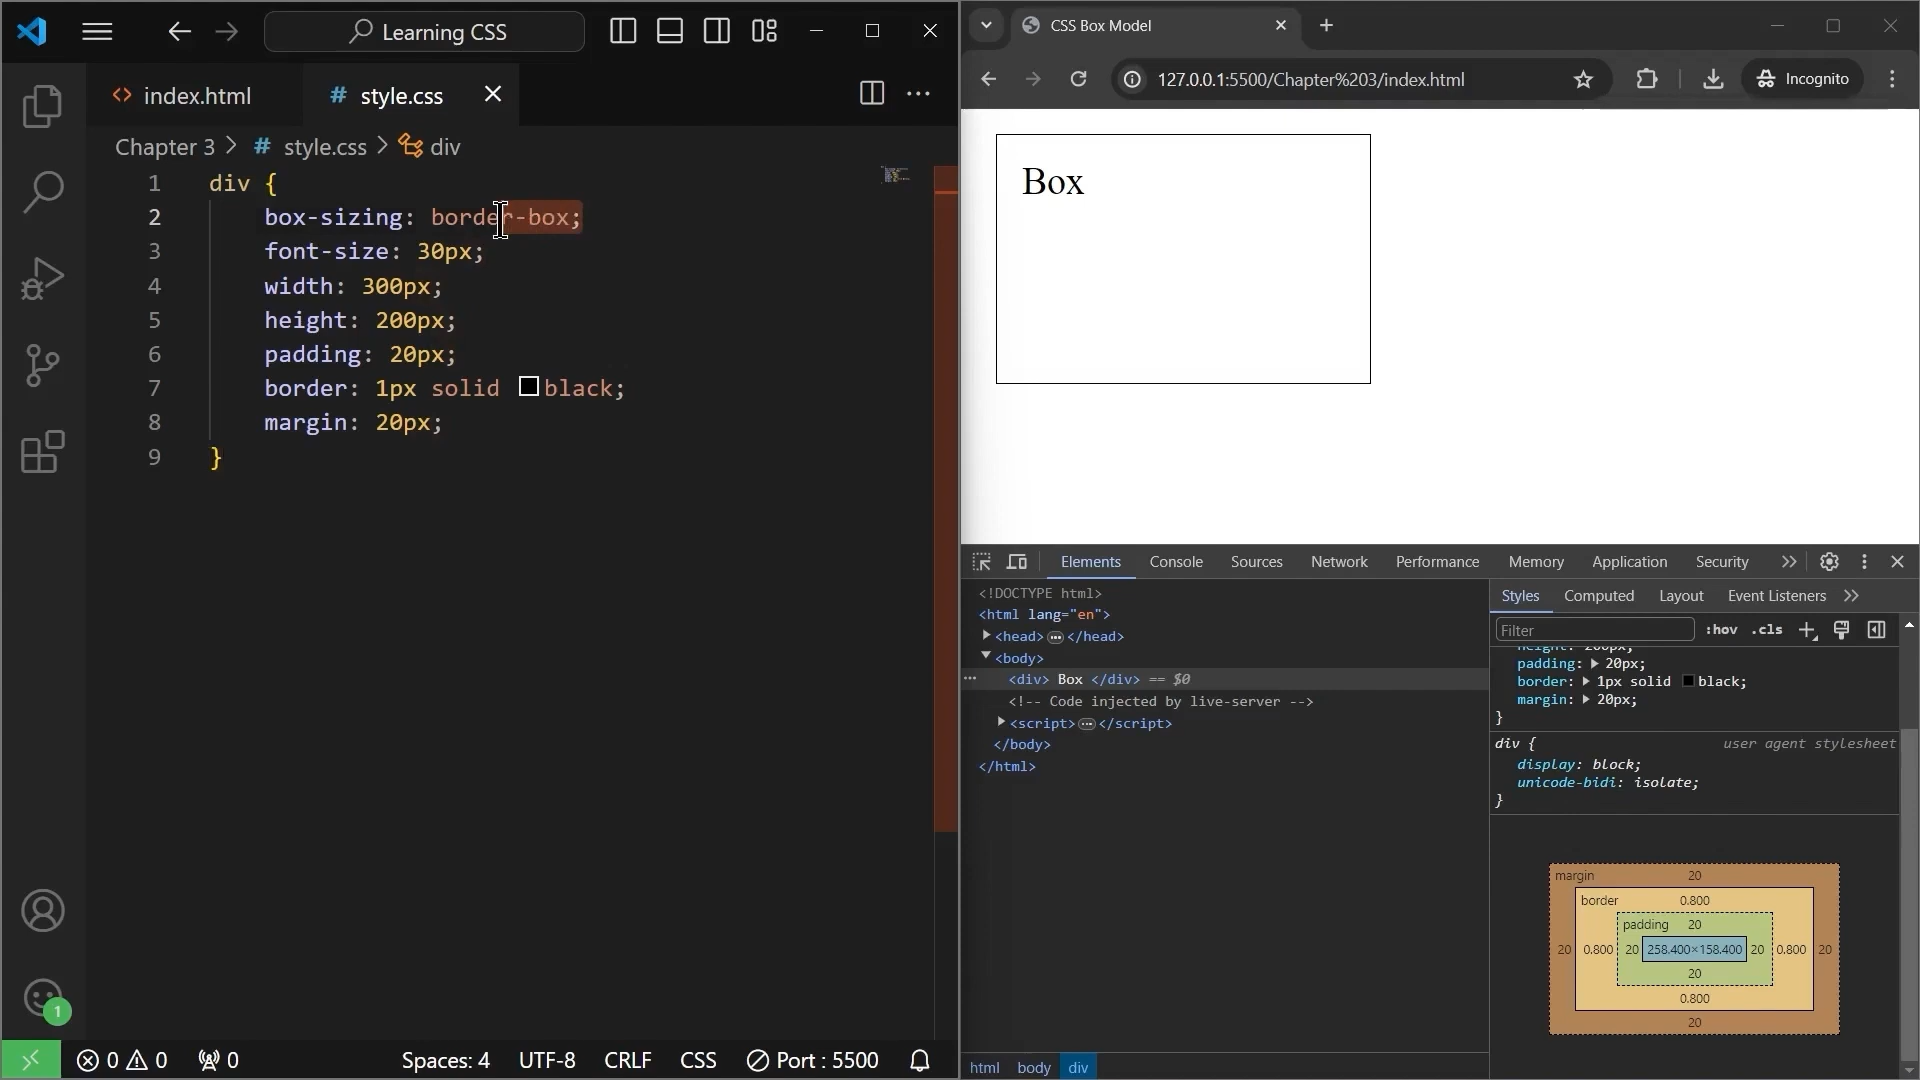 Learning CSS
index.html
# style.css
Chapter 3 > # style.css > div
1 div {
2 box-sizing: border-box;
3 font-size: 30px;
4 width: 300px;
5 height: 200px;
6 padding: 20px;
7 border: 1px solid black;
8 margin: 20px;
9 }
1
0 0 0
Spaces: 4 UTF-8 CRLF CSS Port : 5500
CSS Box Model
127.0.0.1:5500/Chapter%203/index.html
Incognito
Box
Elements Console Sources Network Performance Memory Application Security
<!DOCTYPE html>
<html lang="en">
<head> … </head>
<body>
… <div> Box </div> == $0
<!-- Code injected by live-server -->
<script> … </script>
</body>
</html>
html body div
Styles Computed Layout Event Listeners
Filter :hov .cls
height: 200px;
padding: 20px;
border: 1px solid black;
margin: 20px;
}
div { user agent stylesheet
display: block;
unicode-bidi: isolate;
}
margin 20
border 0.800
padding 20
20 0.800 20 258.400×158.400 20 0.800 20
20
0.800
20